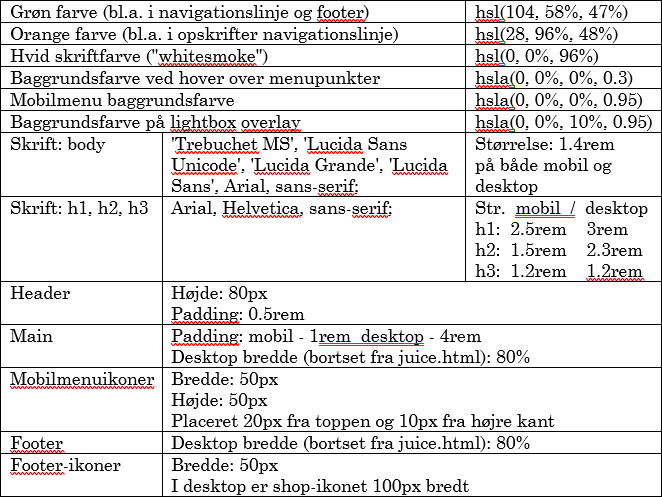 Grøn farve (bl.a. i navigationslinje og footer) hsl(104, 58%, 47%)
Orange farve (bl.a. i opskrifter navigationslinje) hsl(28, 96%, 48%)
Hvid skriftfarve ("whitesmoke") hsl(0, 0%, 96%)
Baggrundsfarve ved hover over menupunkter hsla(0, 0%, 0%, 0.3)
Mobilmenu baggrundsfarve hsla(0, 0%, 0%, 0.95)
Baggrundsfarve på lightbox overlay hsla(0, 0%, 10%, 0.95)
Skrift: body
'Trebuchet MS', 'Lucida Sans
Unicode', 'Lucida Grande', 'Lucida
Sans', Arial, sans-serif;
Størrelse: 1.4rem
på både mobil og
desktop
Skrift: h1, h2, h3
Arial, Helvetica, sans-serif;
Str. mobil / desktop
h1: 2.5rem 3rem
h2: 1.5rem 2.3rem
h3: 1.2rem 1.2rem
Header
Højde: 80px
Padding: 0.5rem
Main
Padding: mobil - 1rem desktop - 4rem
Desktop bredde (bortset fra juice.html): 80%
Mobilmenuikoner
Bredde: 50px
Højde: 50px
Placeret 20px fra toppen og 10px fra højre kant
Footer
Desktop bredde (bortset fra juice.html): 80%
Footer-ikoner
Bredde: 50px
I desktop er shop-ikonet 100px bredt